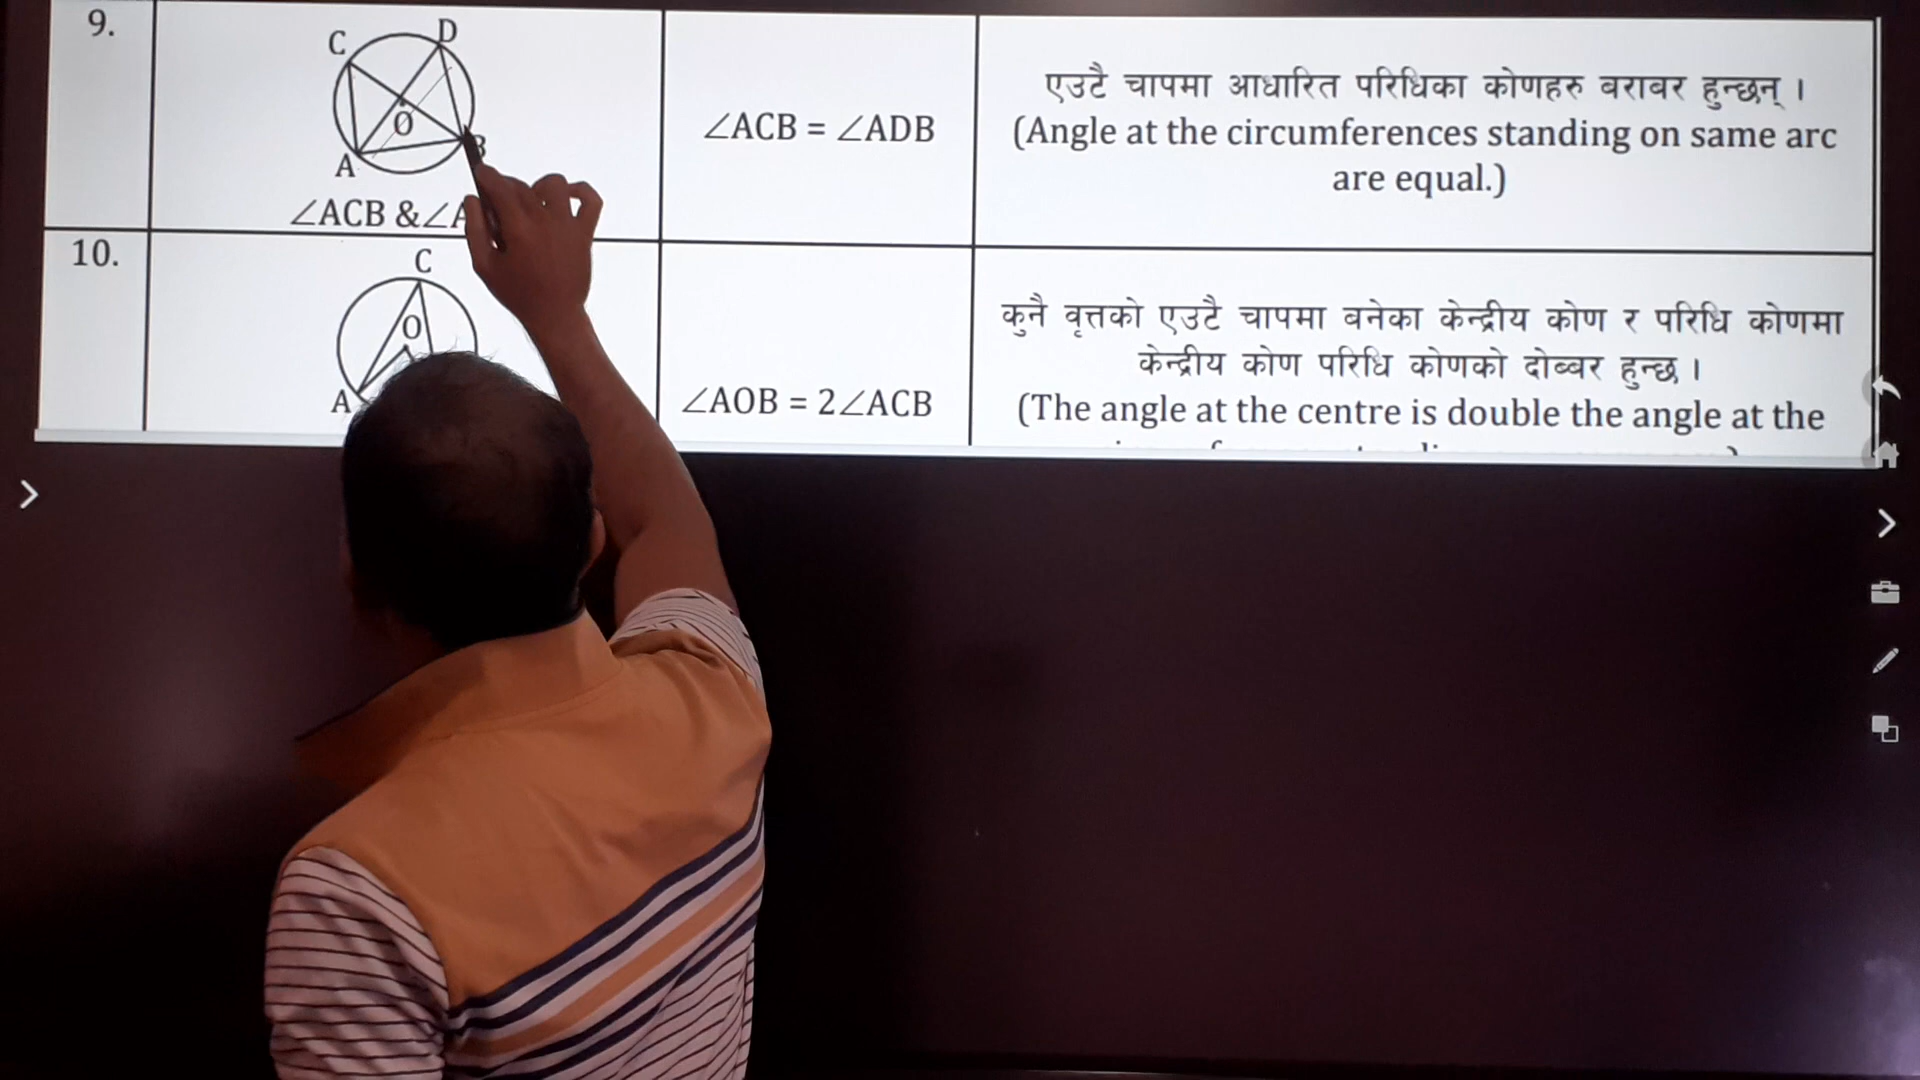 9.
C
D
O
A
B
∠ACB &∠A
∠ACB = ∠ADB
एउटै चापमा आधारित परिधिका कोणहरु बराबर हुन्छन् ।
(Angle at the circumferences standing on same arc
are equal.)
10.
C
O
A
∠AOB = 2∠ACB
कुनै वृत्तको एउटै चापमा बनेका केन्द्रीय कोण र परिधि कोणमा
केन्द्रीय कोण परिधि कोणको दोब्बर हुन्छ ।
(The angle at the centre is double the angle at the